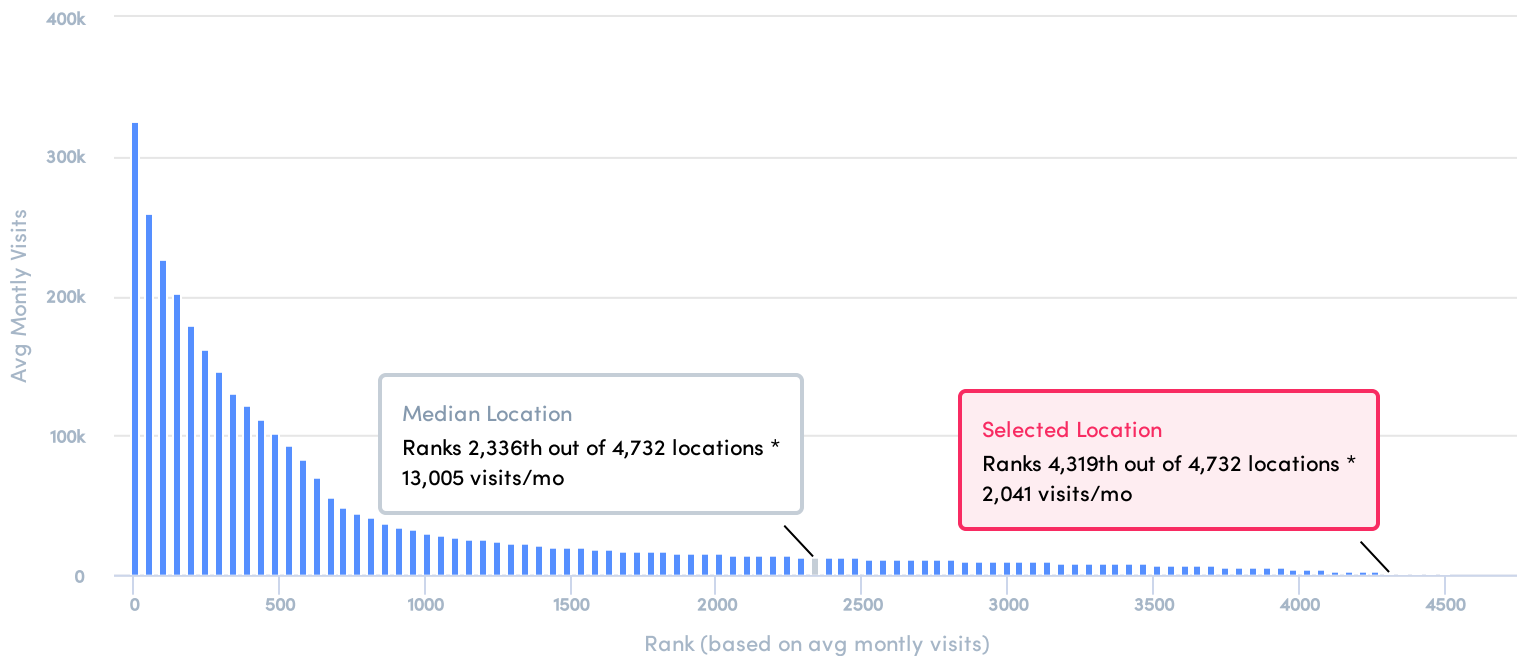 400k
300k
200k
100k
0
Avg Montly Visits
Median Location
Ranks 2,336th out of 4,732 locations *
13,005 visits/mo
Selected Location
Ranks 4,319th out of 4,732 locations *
2,041 visits/mo
0 500 1000 1500 2000 2500 3000 3500 4000 4500
Rank (based on avg montly visits)